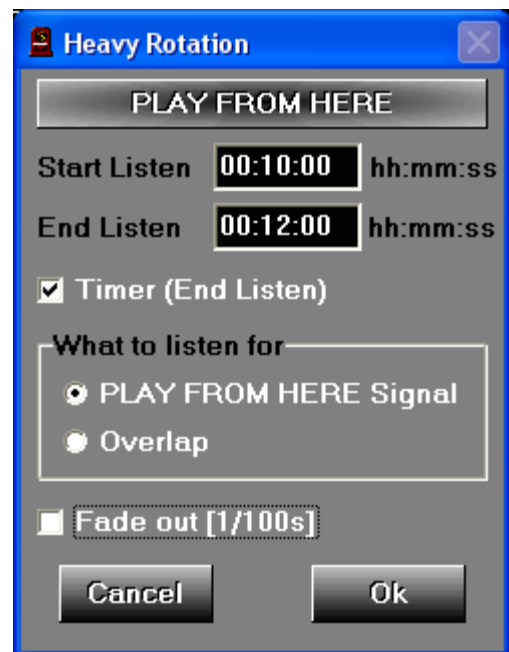 Heavy Rotation
PLAY FROM HERE
Start Listen 00:10:00 hh:mm:ss
End Listen 00:12:00 hh:mm:ss
Timer (End Listen)
What to listen for
PLAY FROM HERE Signal
Overlap
Fade out [1/100s]
Cancel Ok